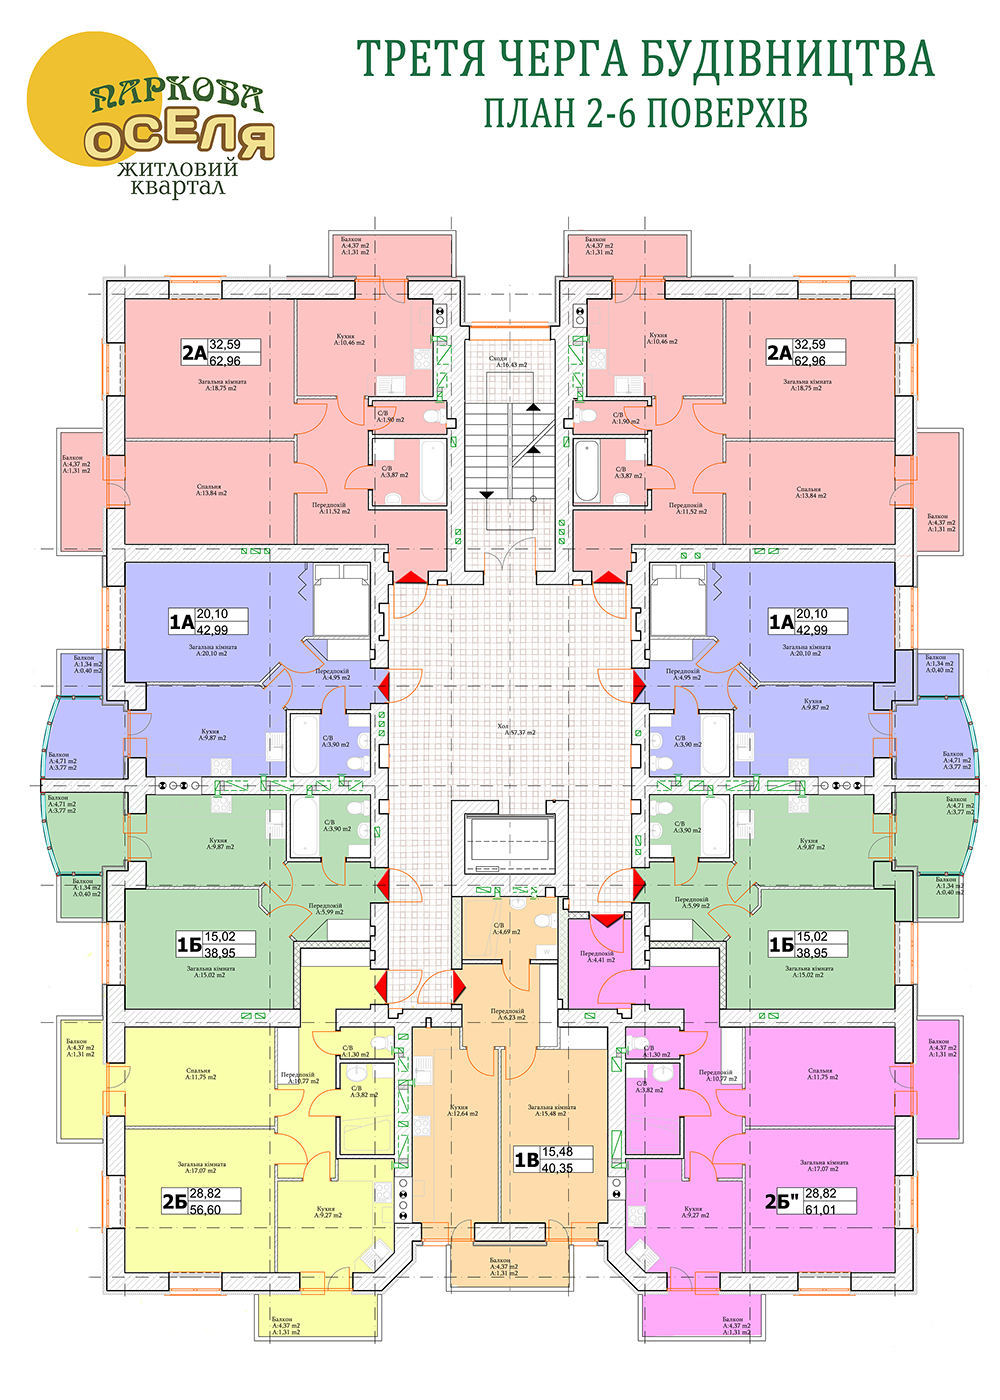 ПАРКОВА
ОСЕЛЯ
ЖИТЛОВИЙ
КВАРТАЛ
ТРЕТЯ ЧЕРГА БУДІВНИЦТВА
ПЛАН 2-6 ПОВЕРХІВ
Балкон
А:4,37 m2
А:1,31 m2
Балкон
А:4,37 m2
А:1,31 m2
2А
32,59
62,96
Загальна кімната
А:18,75 m2
Кухня
А:10,46 m2
Сходи
А:16,43 m2
Кухня
А:10,46 m2
2А
32,59
62,96
Загальна кімната
А:18,75 m2
С/В
А:1,90 m2
С/В
А:1,90 m2
Балкон
А:4,37 m2
А:1,31 m2
Спальня
А:13,84 m2
С/В
А:3,87 m2
Передпокій
А:11,52 m2
С/В
А:3,87 m2
Передпокій
А:11,52 m2
Спальня
А:13,84 m2
Балкон
А:4,37 m2
А:1,31 m2
1А
20,10
42,99
Загальна кімната
А:20,10 m2
1А
20,10
42,99
Загальна кімната
А:20,10 m2
Балкон
А:1,34 m2
А:0,40 m2
Передпокій
А:4,95 m2
Передпокій
А:4,95 m2
Балкон
А:1,34 m2
А:0,40 m2
Балкон
А:4,71 m2
А:3,77 m2
Кухня
А:9,87 m2
С/В
А:3,90 m2
Хол
А:57,37 m2
С/В
А:3,90 m2
Кухня
А:9,87 m2
Балкон
А:4,71 m2
А:3,77 m2
Балкон
А:4,71 m2
А:3,77 m2
Кухня
А:9,87 m2
С/В
А:3,90 m2
С/В
А:3,90 m2
Кухня
А:9,87 m2
Балкон
А:4,71 m2
А:3,77 m2
Балкон
А:1,34 m2
А:0,40 m2
Передпокій
А:5,99 m2
Передпокій
А:5,99 m2
Балкон
А:1,34 m2
А:0,40 m2
1Б
15,02
38,95
Загальна кімната
А:15,02 m2
С/В
А:4,69 m2
W
Передпокій
А:4,41 m2
1Б
15,02
38,95
Загальна кімната
А:15,02 m2
Передпокій
А:6,23 m2
Балкон
А:4,37 m2
А:1,31 m2
Спальня
А:11,75 m2
Передпокій
А:10,77 m2
С/В
А:1,30 m2
С/В
А:3,82 m2
С/В
А:1,30 m2
С/В
А:3,82 m2
Передпокій
А:10,77 m2
Спальня
А:11,75 m2
Балкон
А:4,37 m2
А:1,31 m2
Кухня
А:12,64 m2
Загальна кімната
А:15,48 m2
1В
15,48
40,35
Загальна кімната
А:17,07 m2
2Б
28,82
56,60
Кухня
А:9,27 m2
Кухня
А:9,27 m2
Загальна кімната
А:17,07 m2
2Б"
28,82
61,01
Балкон
А:4,37 m2
А:1,31 m2
Балкон
А:4,37 m2
А:1,31 m2
Балкон
А:4,37 m2
А:1,31 m2